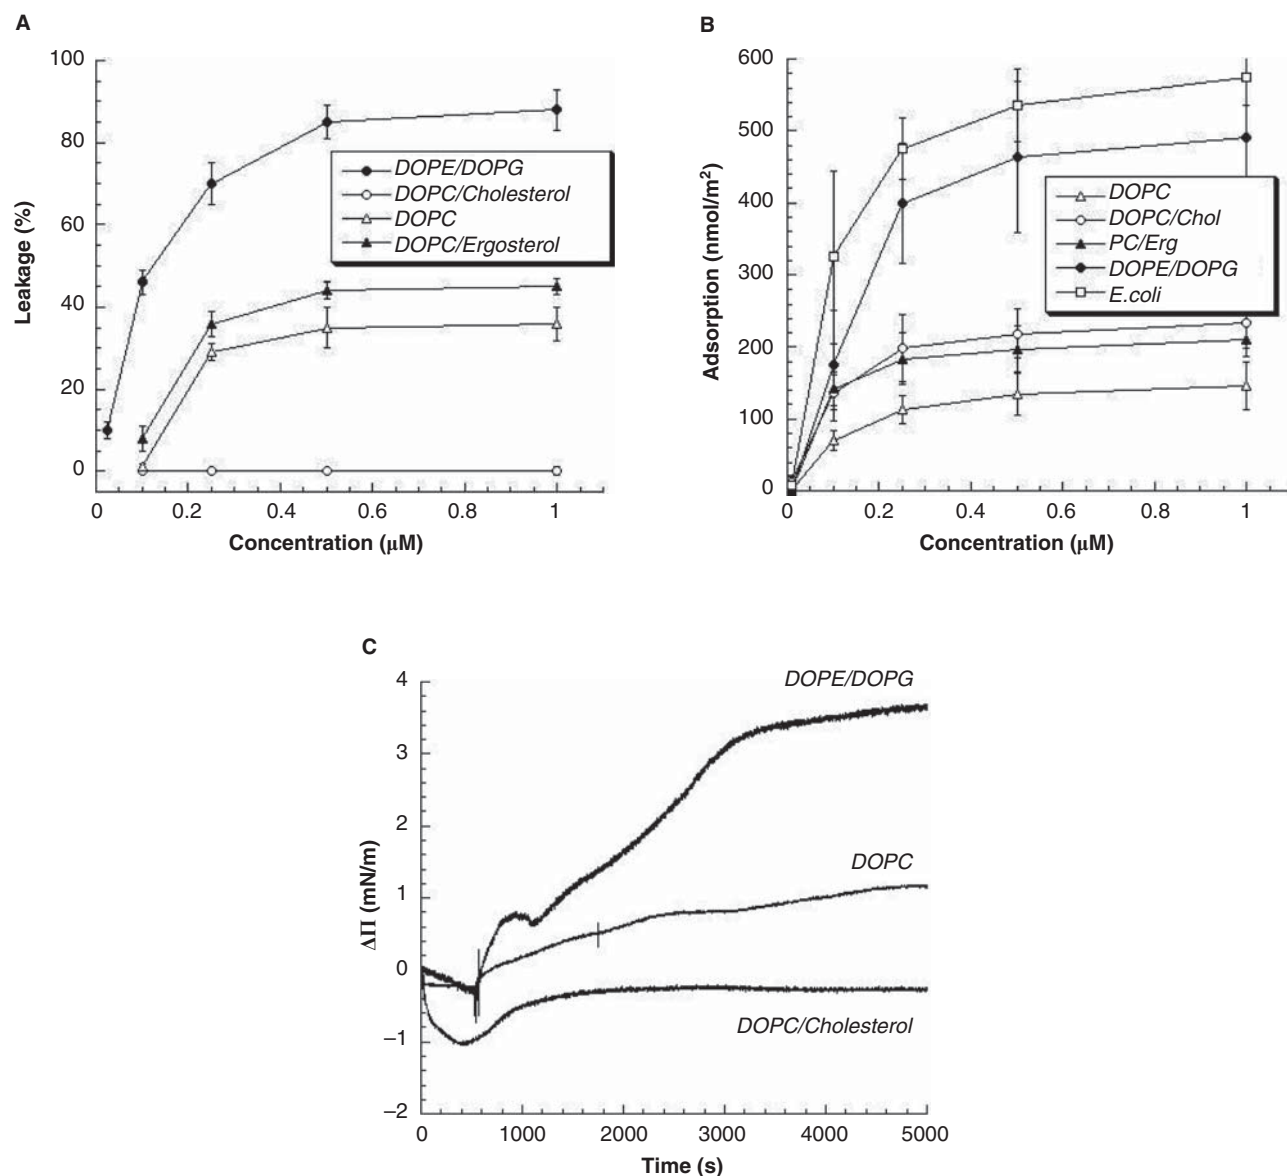 A
100
80
60
40
20
0
Leakage (%)
DOPE/DOPG
DOPC/Cholesterol
DOPC
DOPC/Ergosterol
0 0.2 0.4 0.6 0.8 1
Concentration (μM)
B
600
500
400
300
200
100
0
Adsorption (nmol/m²)
DOPC
DOPC/Chol
PC/Erg
DOPE/DOPG
E.coli
0 0.2 0.4 0.6 0.8 1
Concentration (μM)
C
4
3
2
1
0
–1
–2
ΔΠ (mN/m)
DOPE/DOPG
DOPC
DOPC/Cholesterol
0 1000 2000 3000 4000 5000
Time (s)